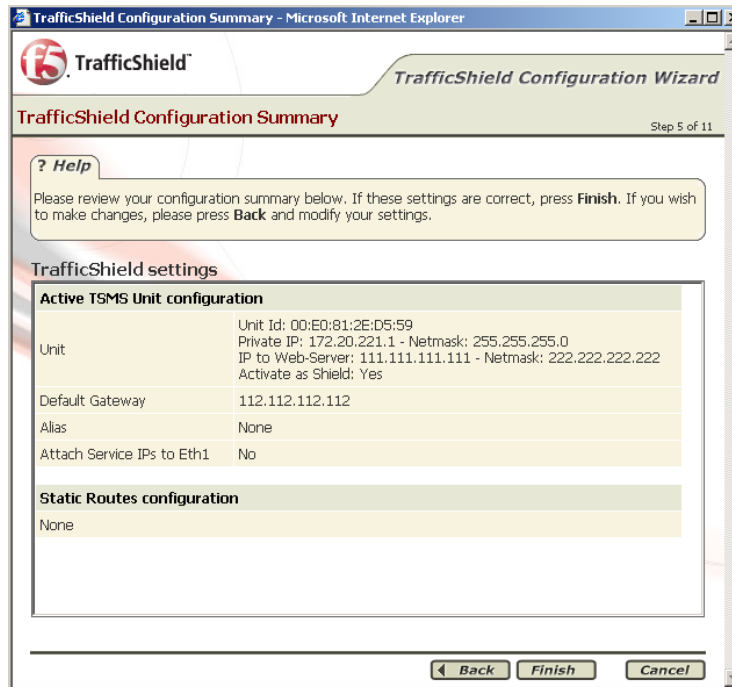 TrafficShield Configuration Summary - Microsoft Internet Explorer
f5 TrafficShield™
TrafficShield Configuration Wizard
TrafficShield Configuration Summary
Step 5 of 11
? Help
Please review your configuration summary below. If these settings are correct, press Finish. If you wish
to make changes, please press Back and modify your settings.
TrafficShield settings
Active TSMS Unit configuration
Unit
Unit Id: 00:E0:81:2E:D5:59
Private IP: 172.20.221.1 - Netmask: 255.255.255.0
IP to Web-Server: 111.111.111.111 - Netmask: 222.222.222.222
Activate as Shield: Yes
Default Gateway 112.112.112.112
Alias None
Attach Service IPs to Eth1 No
Static Routes configuration
None
Back Finish Cancel